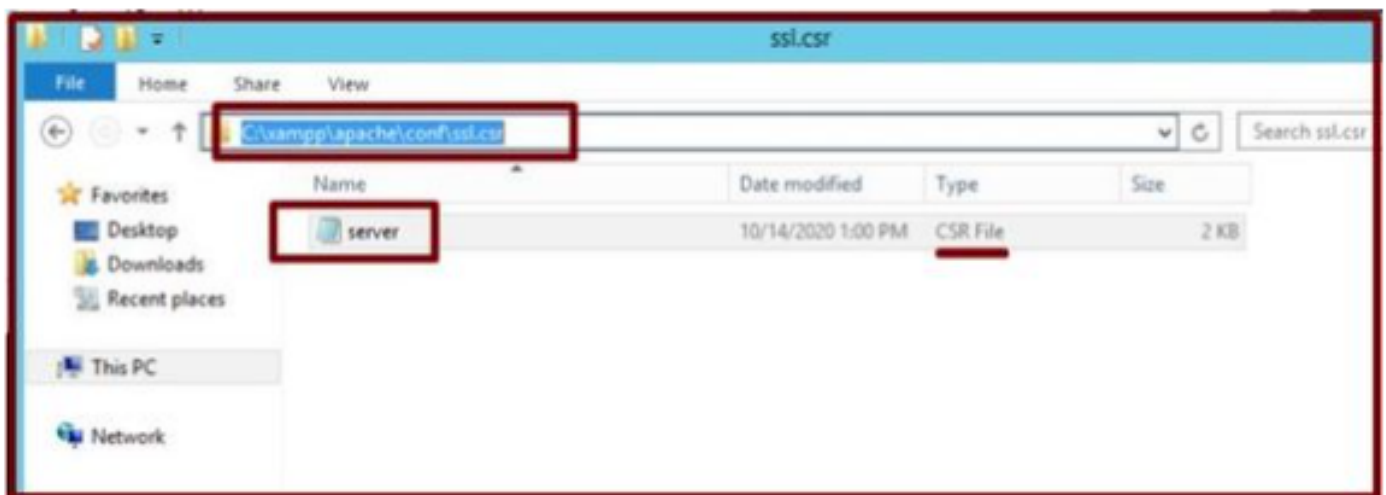 ssl.csr
File Home Share View
C:\xampp\apache\conf\ssl.csr Search ssl.csr
Name Date modified Type Size
Favorites
server 10/14/2020 1:00 PM CSR File 2 KB
Desktop
Downloads
Recent places
This PC
Network